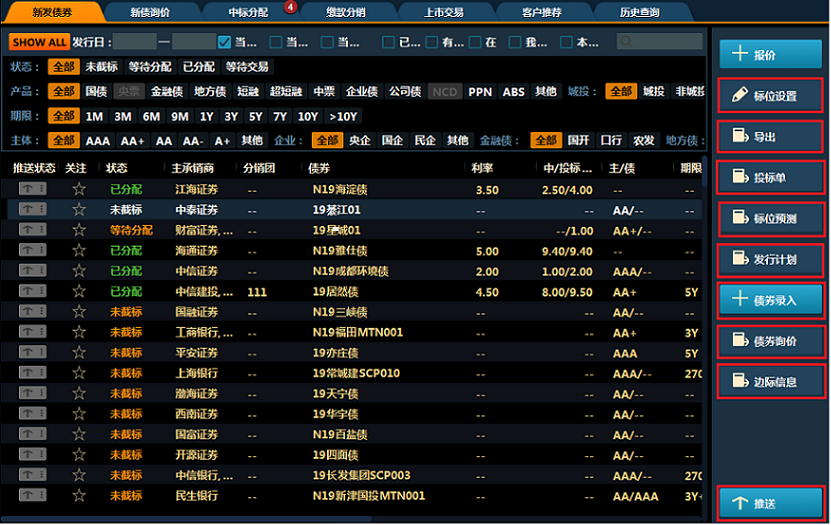 新发债券 新债询价 中标分配 4 缴款分销 上市交易 客户推荐 历史查询
SHOW ALL 发行日： — 当... 当... 当... 已... 有... 在 我... 本...
状态： 全部 未截标 等待分配 已分配 等待交易
产品： 全部 国债 央票 金融债 地方债 短融 超短融 中票 企业债 公司债 NCD PPN ABS 其他 城投： 全部 城投 非城投
期限： 全部 1M 3M 6M 9M 1Y 3Y 5Y 7Y 10Y >10Y
主体： 全部 AAA AA+ AA AA- A+ 其他 企业： 全部 央企 国企 民企 其他 金融债： 全部 国开 口行 农发 地方债：
推送状态 关注 状态 主承销商 分销团 债券 利率 中/投标... 主/债 期限
已分配 江海证券 -- N19海淀债 3.50 2.50/4.00 -- --
未截标 中泰证券 -- 19綦江01 -- AA/-- --
等待分配 财富证券,... -- 19星城01 --/1.00 AA+/-- --
已分配 海通证券 -- N19雅仕债 5.00 9.40/9.40 -- --
已分配 中信证券 -- N19成都环境债 2.00 1.00/2.00 AAA/-- --
已分配 中信建投,... 111 19居然债 4.50 8.00/9.50 AA+ 5Y
未截标 国融证券 -- N19三峡债 -- AA/-- --
未截标 工商银行,... -- N19福田MTN001 -- AA+ 3Y
未截标 平安证券 -- 19亦庄债 -- AAA 5Y
未截标 上海银行 -- 19常城建SCP010 -- AAA/-- 270
未截标 渤海证券 -- 19天宁债 -- AA/-- --
未截标 西南证券 -- 19华宇债 -- AA/-- --
未截标 国富证券 -- N19百盐债 -- AA/-- --
未截标 开源证券 -- 19四面债 -- AA/-- --
未截标 中信银行,... -- 19长发集团SCP003 -- AAA/-- 270
未截标 民生银行 -- N19新津国投MTN001 -- AA/AAA 3Y+
报价
标位设置
导出
投标单
标位预测
发行计划
债券录入
债券询价
边际信息
推送